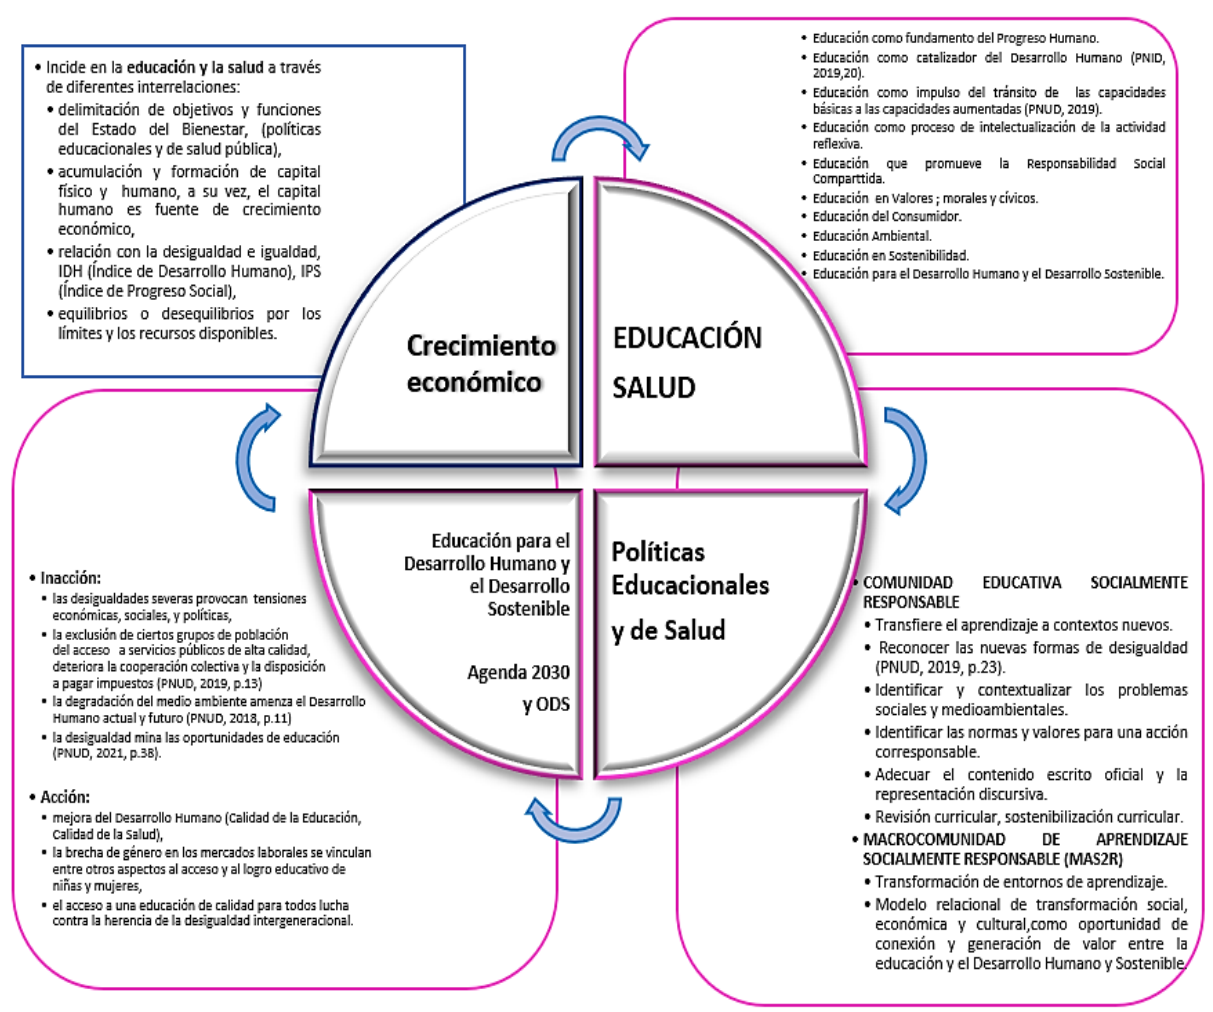 • Incide en la educación y la salud a través
de diferentes interrelaciones:
• delimitación de objetivos y funciones
del Estado del Bienestar, (políticas
educacionales y de salud pública),
• acumulación y formación de capital
físico y humano, a su vez, el capital
humano es fuente de crecimiento
económico,
• relación con la desigualdad e igualdad,
IDH (Índice de Desarrollo Humano), IPS
(Índice de Progreso Social),
• equilibrios o desequilibrios por los
límites y los recursos disponibles.
• Educación como fundamento del Progreso Humano.
• Educación como catalizador del Desarrollo Humano (PNID,
2019,20).
• Educación como impulso del tránsito de las capacidades
básicas a las capacidades aumentadas (PNUD, 2019).
• Educación como proceso de intelectualización de la actividad
reflexiva.
• Educación que promueve la Responsabilidad Social
Comparttida.
• Educación en Valores ; morales y cívicos.
• Educación del Consumidor.
• Educación Ambiental.
• Educación en Sostenibilidad.
• Educación para el Desarrollo Humano y el Desarrollo Sostenible.
Crecimiento
económico
EDUCACIÓN
SALUD
Educación para el
Desarrollo Humano y
el Desarrollo
Sostenible
Agenda 2030
y ODS
Políticas
Educacionales
y de Salud
• Inacción:
• las desigualdades severas provocan tensiones
económicas, sociales, y políticas,
• la exclusión de ciertos grupos de población
del acceso a servicios públicos de alta calidad,
deteriora la cooperación colectiva y la disposición
a pagar impuestos (PNUD, 2019, p.13)
• la degradación del medio ambiente amenza el Desarrollo
Humano actual y futuro (PNUD, 2018, p.11)
• la desigualdad mina las oportunidades de educación
(PNUD, 2021, p.38).
• Acción:
• mejora del Desarrollo Humano (Calidad de la Educación,
Calidad de la Salud),
• la brecha de género en los mercados laborales se vinculan
entre otros aspectos al acceso y al logro educativo de
niñas y mujeres,
• el acceso a una educación de calidad para todos lucha
contra la herencia de la desigualdad intergeneracional.
• COMUNIDAD EDUCATIVA SOCIALMENTE
RESPONSABLE
• Transfiere el aprendizaje a contextos nuevos.
• Reconocer las nuevas formas de desigualdad
(PNUD, 2019, p.23).
• Identificar y contextualizar los problemas
sociales y medioambientales.
• Identificar las normas y valores para una acción
corresponsable.
• Adecuar el contenido escrito oficial y la
representación discursiva.
• Revisión curricular, sostenibilización curricular.
• MACROCOMUNIDAD DE APRENDIZAJE
SOCIALMENTE RESPONSABLE (MAS2R)
• Transformación de entornos de aprendizaje.
• Modelo relacional de transformación social,
económica y cultural,como oportunidad de
conexión y generación de valor entre la
educación y el Desarrollo Humano y Sostenible.